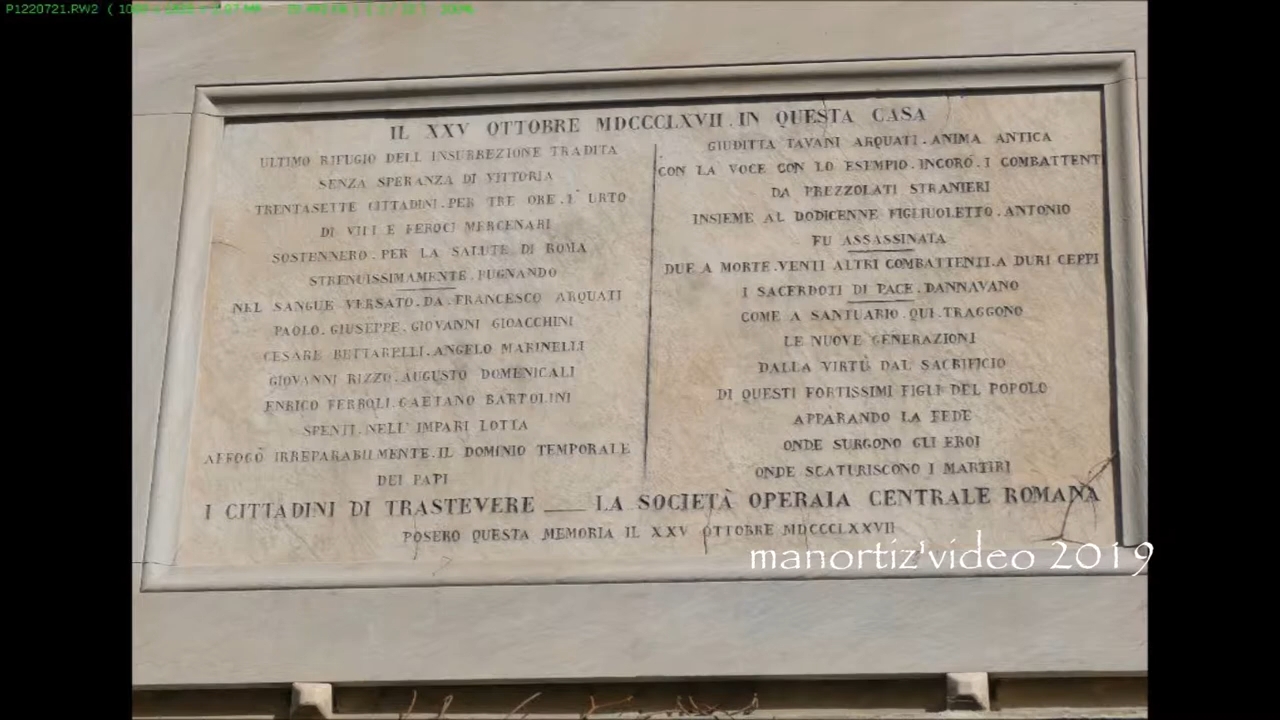 P1220721.RW2
IL XXV OTTOBRE MDCCCLXVII . IN QUESTA CASA
ULTIMO RIFUGIO DELL INSURREZIONE TRADITA
SENZA SPERANZA DI VITTORIA
TRENTASETTE CITTADINI . PER TRE ORE . L' URTO
DI VILI E FEROCI MERCENARI
SOSTENNERO . PER LA SALUTE DI ROMA
STRENUISSIMAMENTE . PUGNANDO
NEL SANGUE VERSATO . DA . FRANCESCO ARQUATI
PAOLO . GIUSEPPE . GIOVANNI GIOACCHINI
CESARE BETTARELLI . ANGELO MARINELLI
GIOVANNI RIZZO . AUGUSTO DOMENICALI
ENRICO FERROLI . GAETANO BARTOLINI
SPENTI . NELL' IMPARI LOTTA
AFFOGÒ IRREPARABILMENTE . IL DOMINIO TEMPORALE
DEI PAPI
GIUDITTA TAVANI ARQUATI . ANIMA ANTICA
CON LA VOCE CON LO ESEMPIO . INCORÒ . I COMBATTENT
DA PREZZOLATI STRANIERI
INSIEME AL DODICENNE FIGLIUOLETTO . ANTONIO
FU ASSASSINATA
DUE A MORTE . VENTI ALTRI COMBATTENTI . A DURI CEPPI
I SACERDOTI DI PACE . DANNAVANO
COME A SANTUARIO . QUI . TRAGGONO
LE NUOVE GENERAZIONI
DALLA VIRTÙ DAL SACRIFICIO
DI QUESTI FORTISSIMI FIGLI DEL POPOLO
APPARANDO LA FEDE
ONDE SURGONO GLI EROI
ONDE SCATURISCONO I MARTIRI
I CITTADINI DI TRASTEVERE ___ LA SOCIETÀ OPERAIA CENTRALE ROMANA
POSERO QUESTA MEMORIA IL XXV OTTOBRE MDCCCLXXVII
manortiz'video 2019